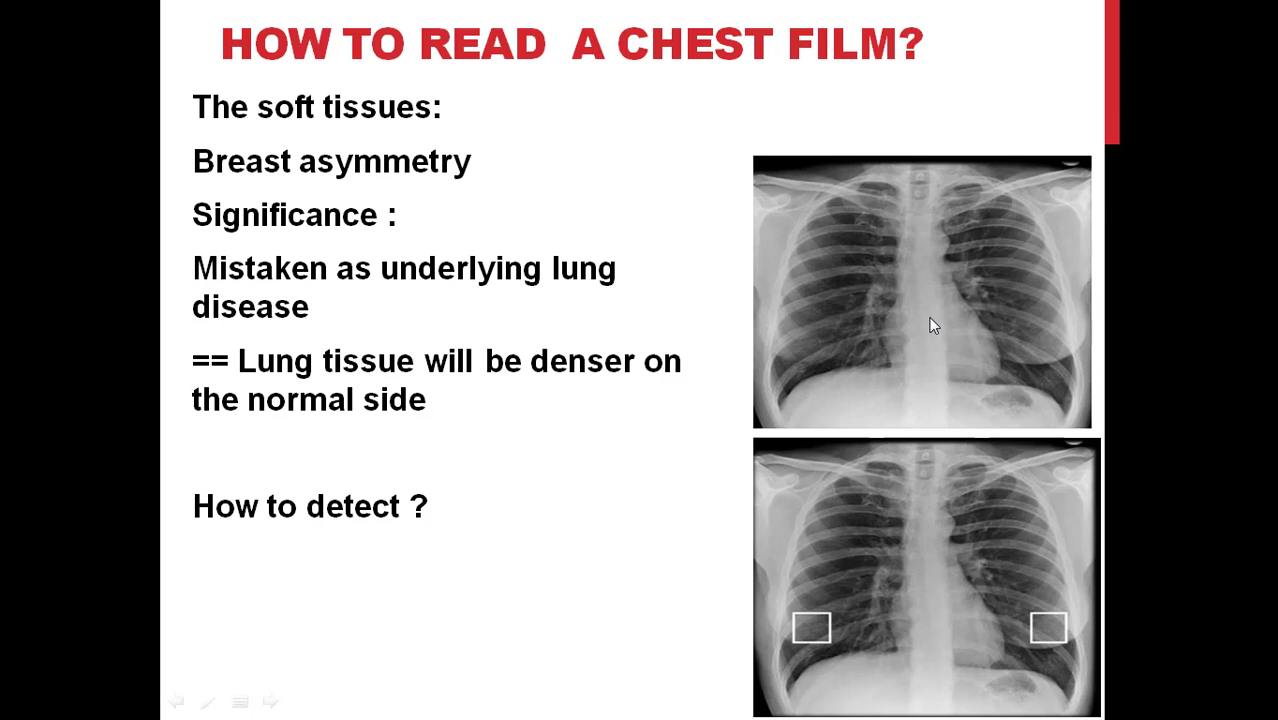 HOW TO READ A CHEST FILM?
The soft tissues:
Breast asymmetry
Significance :
Mistaken as underlying lung
disease
== Lung tissue will be denser on
the normal side
How to detect ?